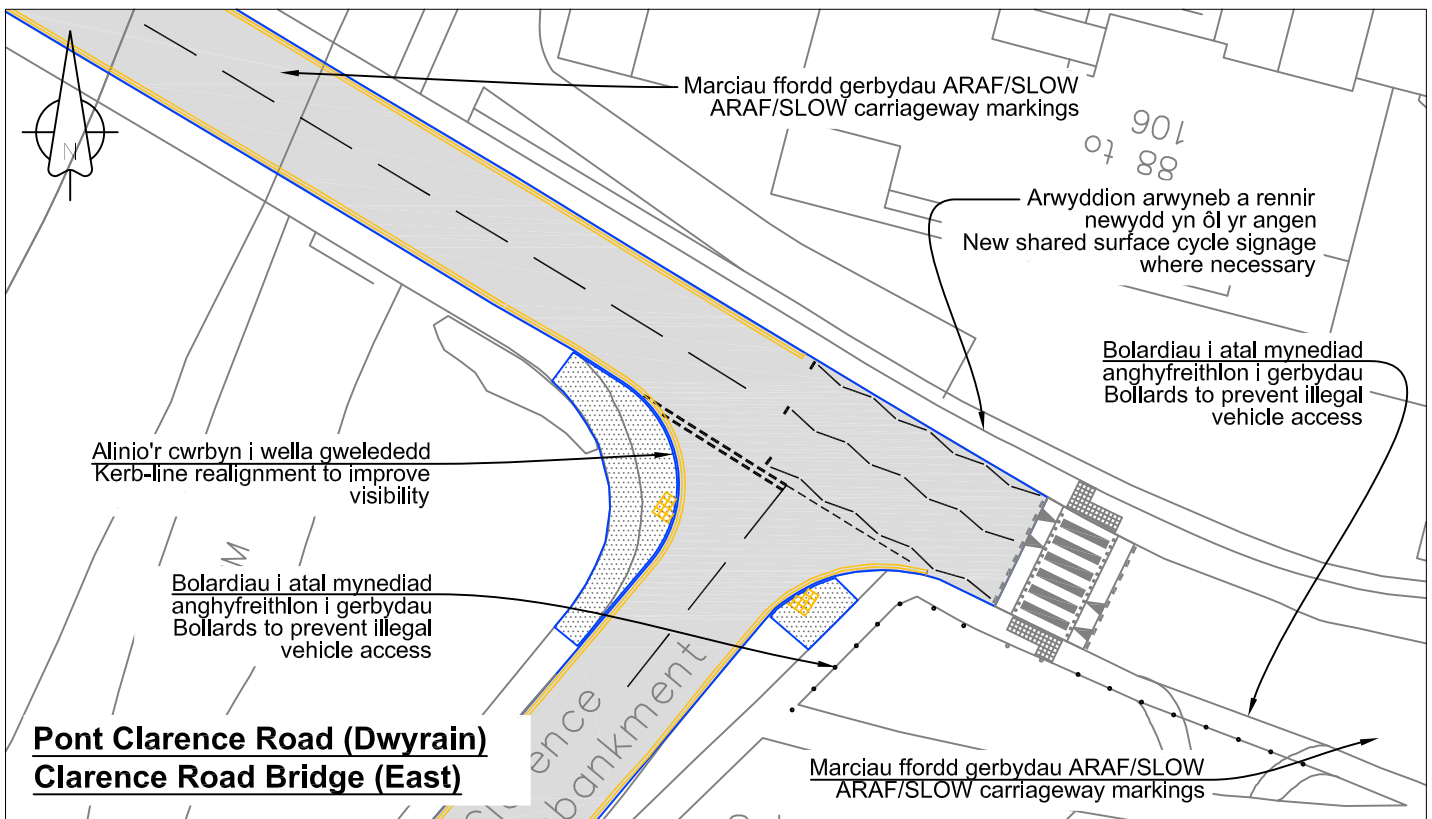 Marciau ffordd gerbydau ARAF/SLOW
ARAF/SLOW carriageway markings
88 to
106
N
Arwyddion arwyneb a rennir
newydd yn ôl yr angen
New shared surface cycle signage
where necessary
Bolardiau i atal mynediad
anghyfreithlon i gerbydau
Bollards to prevent illegal
vehicle access
Alinio'r cwrbyn i wella gwelededd
Kerb-line realignment to improve
visibility
M
Bolardiau i atal mynediad
anghyfreithlon i gerbydau
Bollards to prevent illegal
vehicle access
Pont Clarence Road (Dwyrain)
Clarence Road Bridge (East)
Marciau ffordd gerbydau ARAF/SLOW
ARAF/SLOW carriageway markings